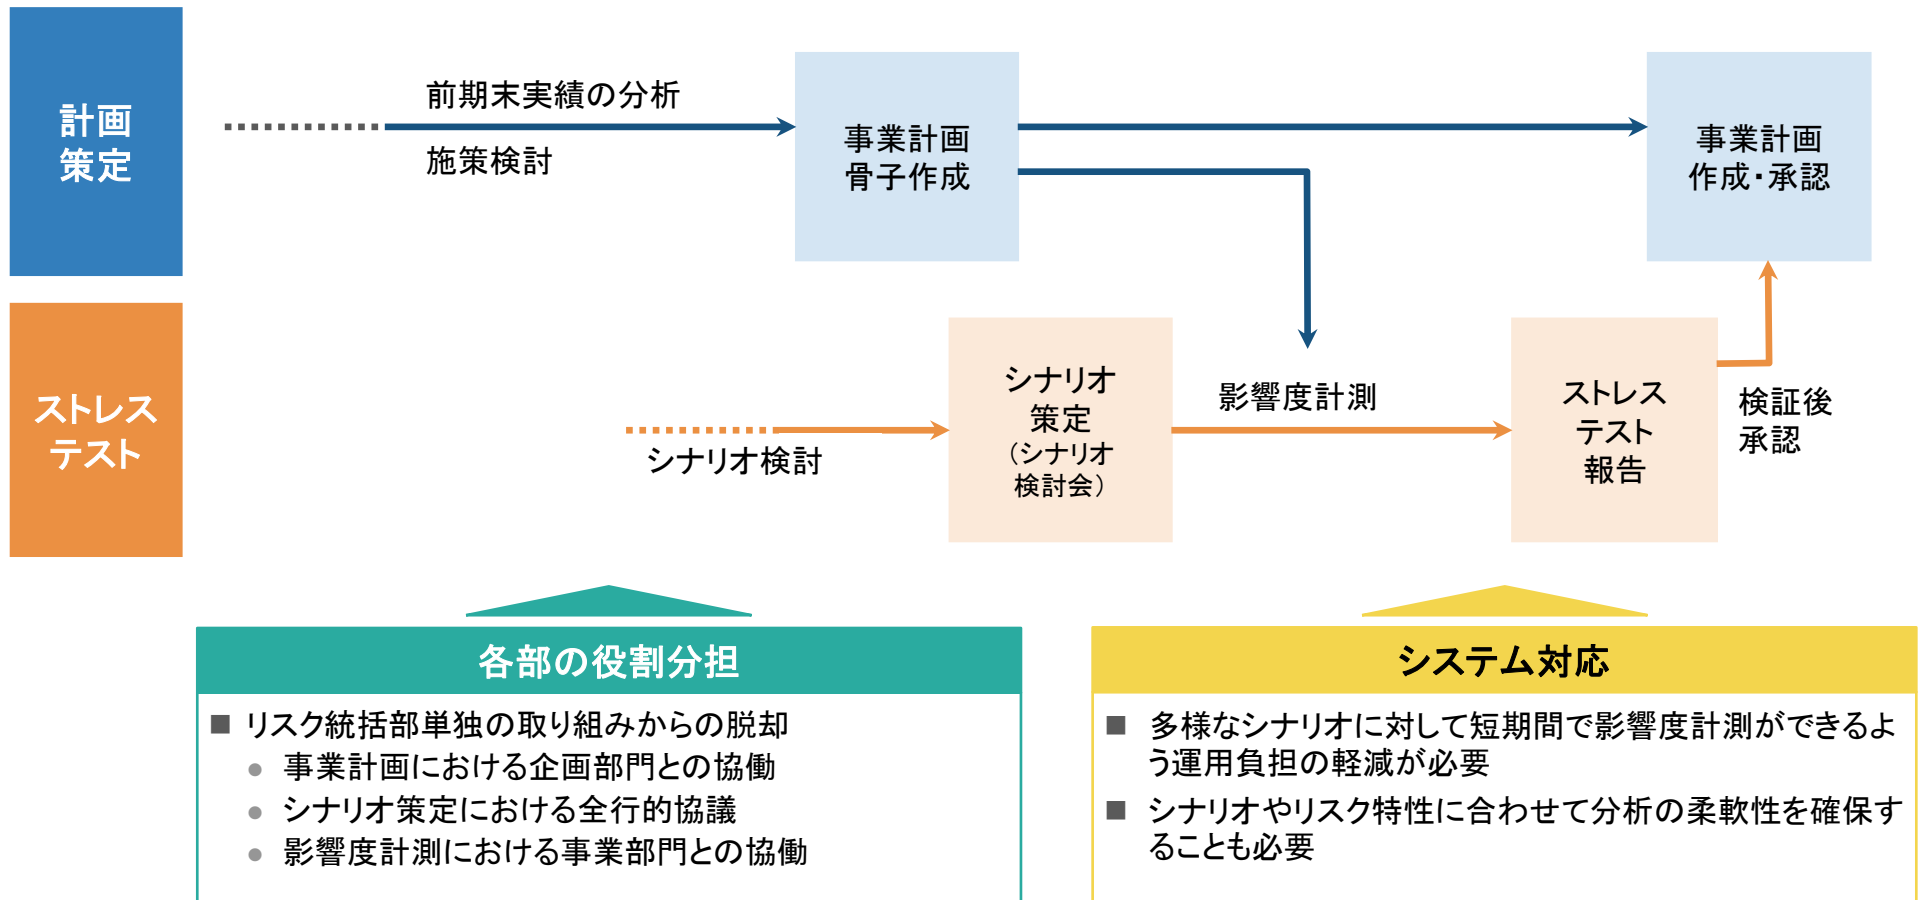 計画
策定
前期末実績の分析
施策検討
事業計画
骨子作成
事業計画
作成・承認
ストレス
テスト
シナリオ検討
シナリオ
策定
（シナリオ
検討会）
影響度計測
ストレス
テスト
報告
検証後
承認
各部の役割分担
■ リスク統括部単独の取り組みからの脱却
● 事業計画における企画部門との協働
● シナリオ策定における全行的協議
● 影響度計測における事業部門との協働
システム対応
■ 多様なシナリオに対して短期間で影響度計測ができるよ
う運用負担の軽減が必要
■ シナリオやリスク特性に合わせて分析の柔軟性を確保す
ることも必要